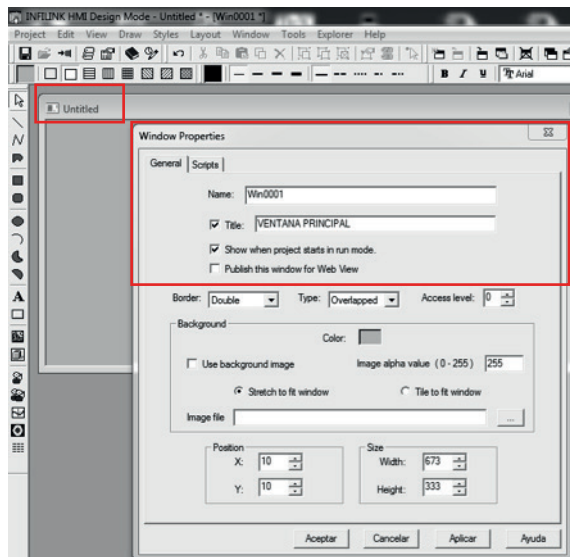 INFILINK HMI Design Mode - Untitled * - [Win0001 *]
Project Edit View Draw Styles Layout Window Tools Explorer Help
B I U Arial
Untitled
Window Properties
General Scripts
Name: Win0001
Title: VENTANA PRINCIPAL
Show when project starts in run mode.
Publish this window for Web View
Border: Double Type: Overlapped Access level: 0
Background
Color:
Use background image Image alpha value ( 0 - 255 ) 255
Stretch to fit window Tile to fit window
Image file ...
Position Size
X: 10 Width: 673
Y: 10 Height: 333
Aceptar Cancelar Aplicar Ayuda